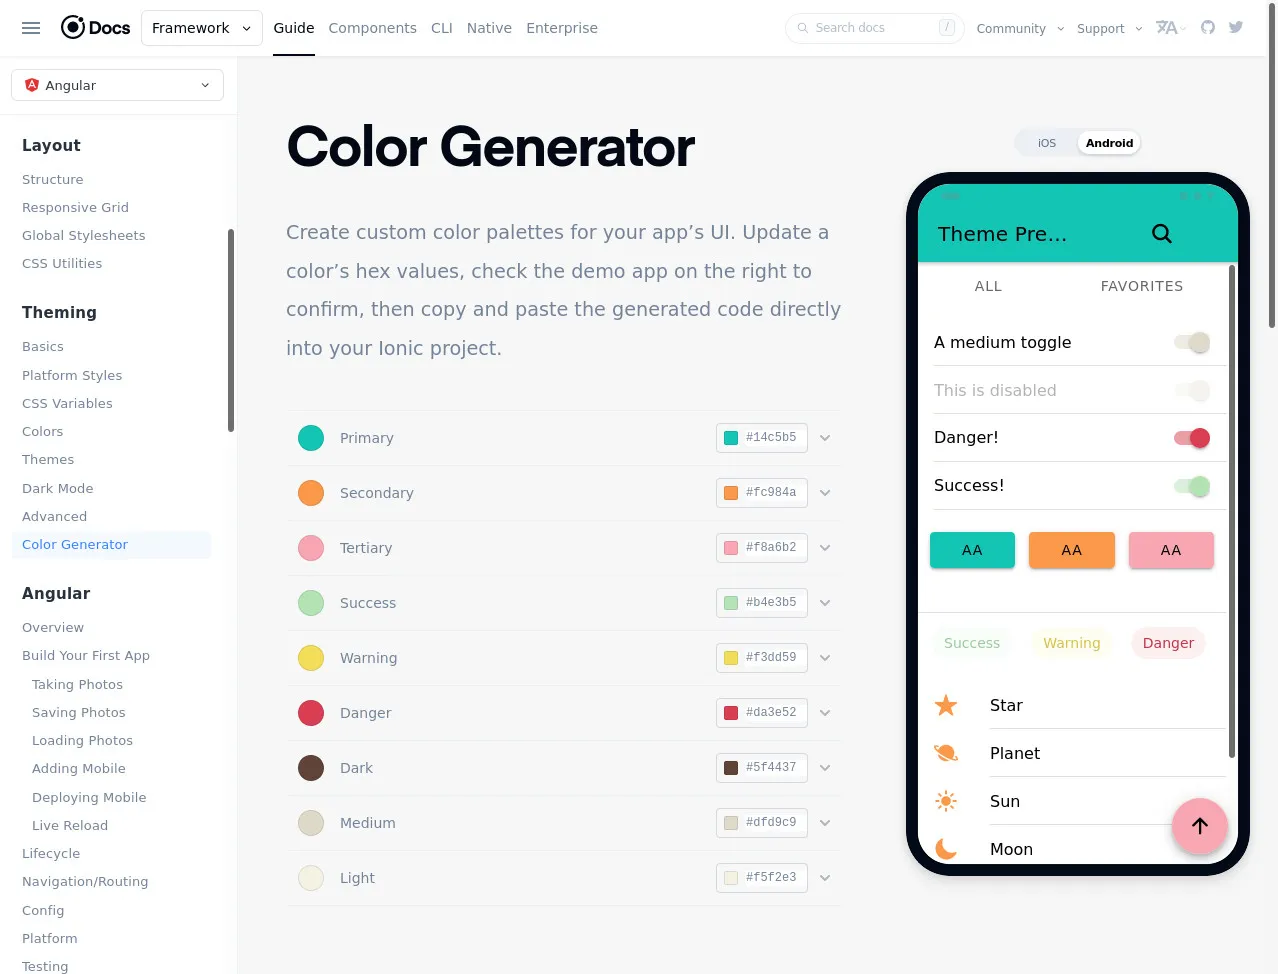 Docs
Framework
Guide
Components
CLI
Native
Enterprise
Search docs
/
Community
Support
Angular
Layout
Structure
Responsive Grid
Global Stylesheets
CSS Utilities
Theming
Basics
Platform Styles
CSS Variables
Colors
Themes
Dark Mode
Advanced
Color Generator
Angular
Overview
Build Your First App
Taking Photos
Saving Photos
Loading Photos
Adding Mobile
Deploying Mobile
Live Reload
Lifecycle
Navigation/Routing
Config
Platform
Testing
Color Generator
Create custom color palettes for your app’s UI. Update a
color’s hex values, check the demo app on the right to
confirm, then copy and paste the generated code directly
into your Ionic project.
Primary #14c5b5
Secondary #fc984a
Tertiary #f8a6b2
Success #b4e3b5
Warning #f3dd59
Danger #da3e52
Dark #5f4437
Medium #dfd9c9
Light #f5f2e3
iOS
Android
Theme Pre...
ALL
FAVORITES
A medium toggle
This is disabled
Danger!
Success!
AA
AA
AA
Success
Warning
Danger
Star
Planet
Sun
Moon